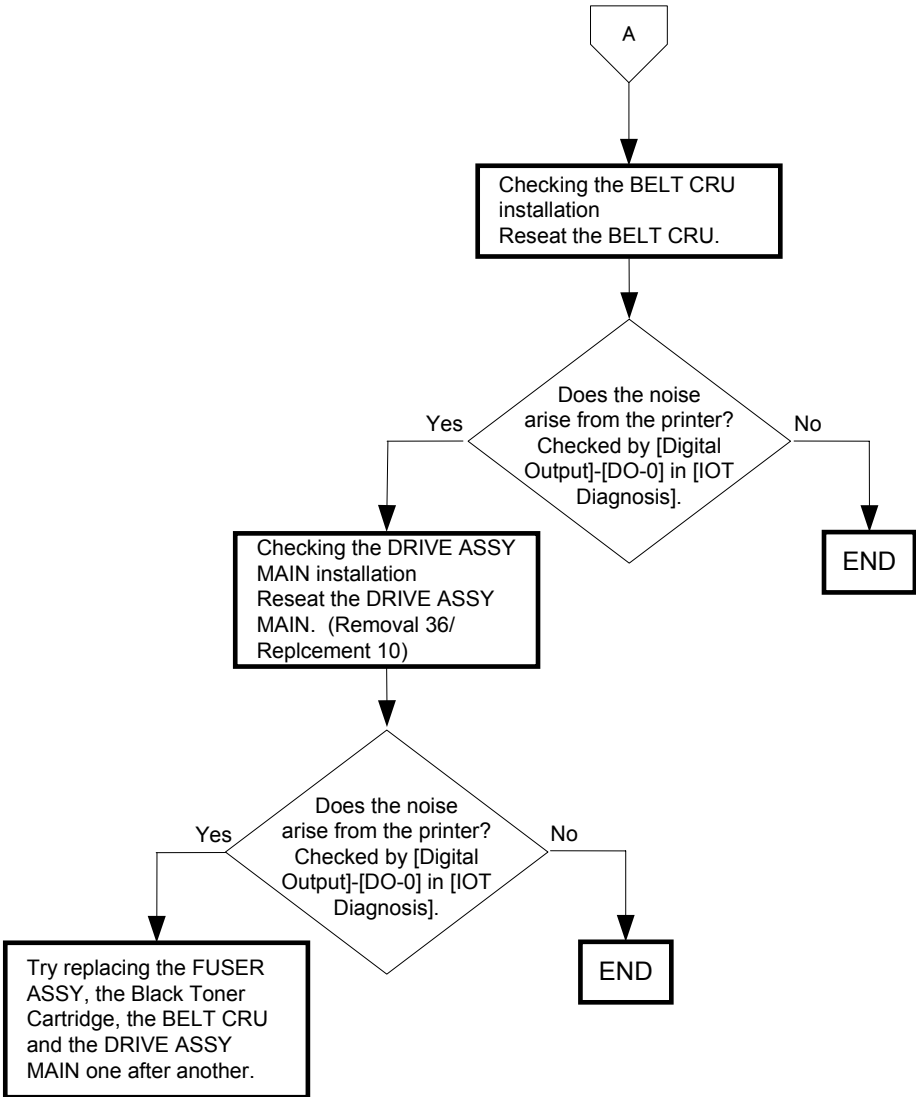 A
Checking the BELT CRU
installation
Reseat the BELT CRU.
Does the noise
arise from the printer?
Checked by [Digital
Output]-[DO-0] in [IOT
Diagnosis].
Yes
No
END
Checking the DRIVE ASSY
MAIN installation
Reseat the DRIVE ASSY
MAIN. (Removal 36/
Replcement 10)
Does the noise
arise from the printer?
Checked by [Digital
Output]-[DO-0] in [IOT
Diagnosis].
Yes
No
END
Try replacing the FUSER
ASSY, the Black Toner
Cartridge, the BELT CRU
and the DRIVE ASSY
MAIN one after another.